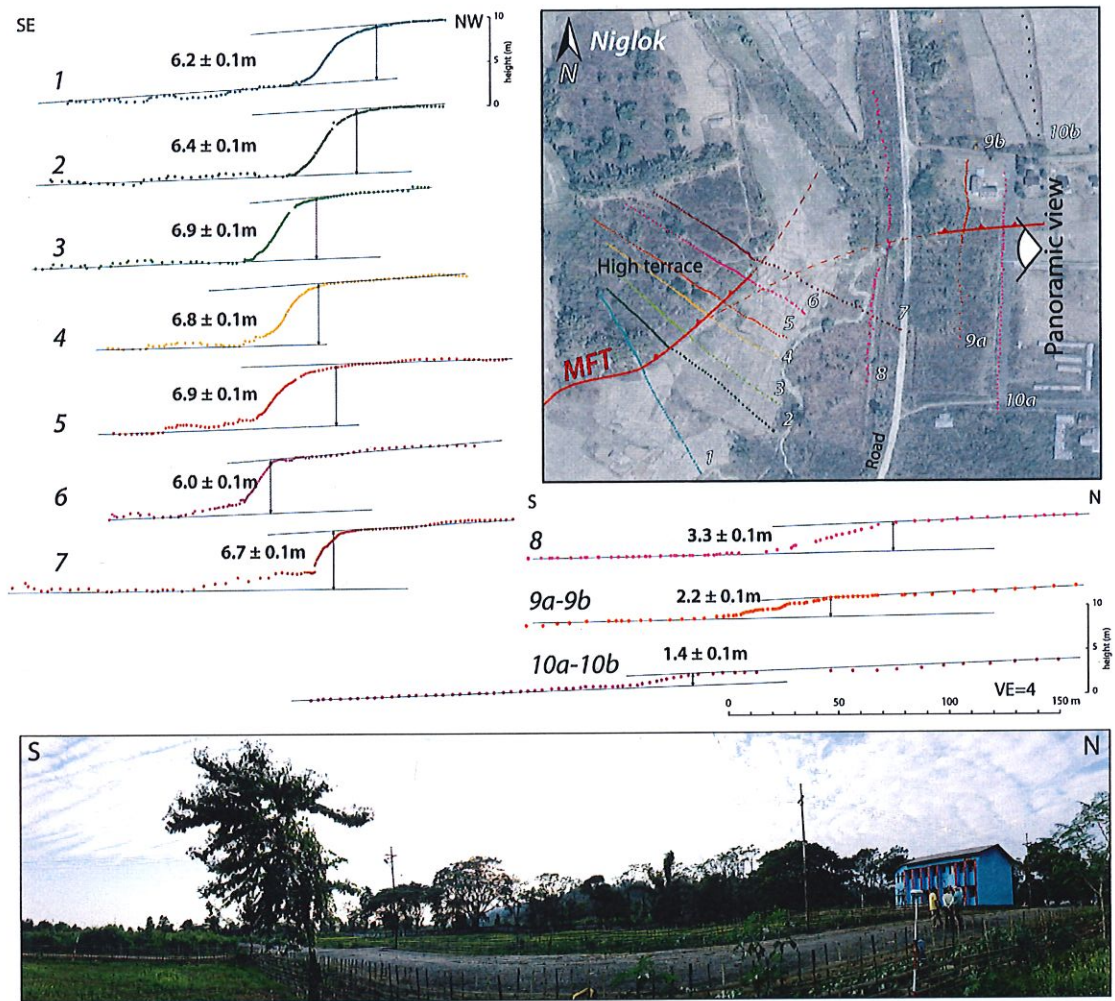 SE
NW
10
5
0
height (m)
1
6.2 ± 0.1m
2
6.4 ± 0.1m
3
6.9 ± 0.1m
4
6.8 ± 0.1m
5
6.9 ± 0.1m
6
6.0 ± 0.1m
7
6.7 ± 0.1m
N
Niglok
High terrace
MFT
1
2
3
4
5
6
7
8
9a
9b
10a
10b
Road
Panoramic view
S
N
8
3.3 ± 0.1m
9a-9b
2.2 ± 0.1m
10a-10b
1.4 ± 0.1m
10
5
0
height (m)
VE=4
0
50
100
150 m
S
N